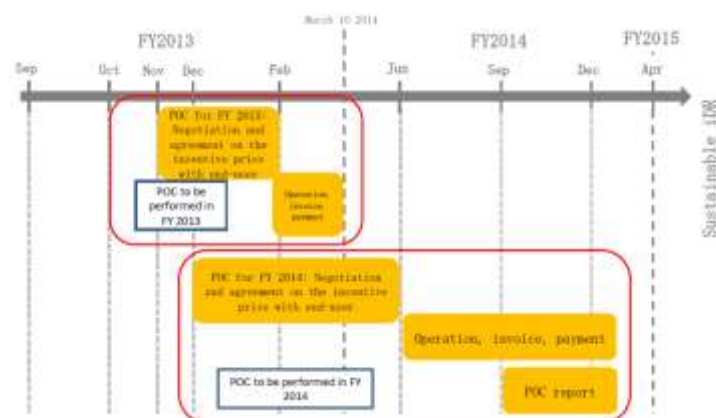 March 10 2014
FY2013
FY2014
FY2015
Sep
Oct
Nov
Dec
Feb
Jun
Sep
Dec
Apr
POC for FY 2013:
Negotiation and
agreement on the
incentive price
with end-user
POC to be
performed in
FY 2013
Operation,
invoice,
payment
Sustainable iDR
POC for FY 2014: Negotiation
and agreement on the incentive
price with end-user
Operation, invoice, payment
POC to be performed in FY
2014
POC report